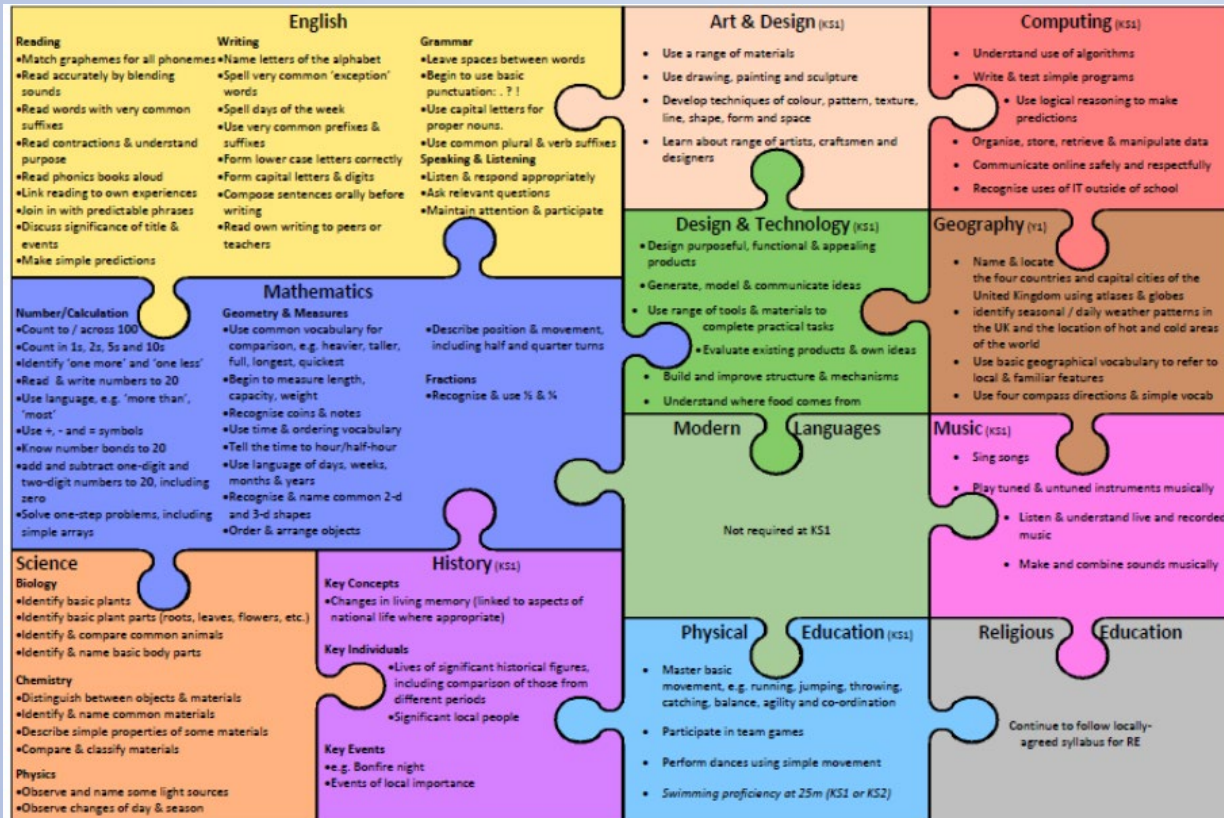 English
Reading
•Match graphemes for all phonemes
•Read accurately by blending
sounds
•Read words with very common
suffixes
•Read contractions & understand
purpose
•Read phonics books aloud
•Link reading to own experiences
•Join in with predictable phrases
•Discuss significance of title &
events
•Make simple predictions
Writing
•Name letters of the alphabet
•Spell very common 'exception'
words
•Spell days of the week
•Use very common prefixes &
suffixes
•Form lower case letters correctly
•Form capital letters & digits
•Compose sentences orally before
writing
•Read own writing to peers or
teachers
Grammar
•Leave spaces between words
•Begin to use basic
punctuation: . ? !
•Use capital letters for
proper nouns.
•Use common plural & verb suffixes
Speaking & Listening
•Listen & respond appropriately
•Ask relevant questions
•Maintain attention & participate
Art & Design (KS1)
• Use a range of materials
• Use drawing, painting and sculpture
• Develop techniques of colour, pattern, texture,
line, shape, form and space
• Learn about range of artists, craftsmen and
designers
Computing (KS1)
• Understand use of algorithms
• Write & test simple programs
• Use logical reasoning to make
predictions
• Organise, store, retrieve & manipulate data
• Communicate online safely and respectfully
• Recognise uses of IT outside of school
Mathematics
Number/Calculation
•Count to / across 100
•Count in 1s, 2s, 5s and 10s
•Identify 'one more' and 'one less'
•Read & write numbers to 20
•Use language, e.g. 'more than',
'most'
•Use +, - and = symbols
•Know number bonds to 20
•add and subtract one-digit and
two-digit numbers to 20, including
zero
•Solve one-step problems, including
simple arrays
Geometry & Measures
•Use common vocabulary for
comparison, e.g. heavier, taller,
full, longest, quickest
•Begin to measure length,
capacity, weight
•Recognise coins & notes
•Use time & ordering vocabulary
•Tell the time to hour/half-hour
•Use language of days, weeks,
months & years
•Recognise & name common 2-d
and 3-d shapes
•Order & arrange objects
•Describe position & movement,
including half and quarter turns
Fractions
•Recognise & use ½ & ¼
Design & Technology (KS1)
• Design purposeful, functional & appealing
products
• Generate, model & communicate ideas
• Use range of tools & materials to
complete practical tasks
• Evaluate existing products & own ideas
• Build and improve structure & mechanisms
• Understand where food comes from
Geography (Y1)
• Name & locate
the four countries and capital cities of the
United Kingdom using atlases & globes
• identify seasonal / daily weather patterns in
the UK and the location of hot and cold areas
of the world
• Use basic geographical vocabulary to refer to
local & familiar features
• Use four compass directions & simple vocab
Modern Languages
Not required at KS1
Music (KS1)
• Sing songs
• Play tuned & untuned instruments musically
• Listen & understand live and recorded
music
• Make and combine sounds musically
Science
Biology
•Identify basic plants
•Identify basic plant parts (roots, leaves, flowers, etc.)
•Identify & compare common animals
•Identify & name basic body parts
Chemistry
•Distinguish between objects & materials
•Identify & name common materials
•Describe simple properties of some materials
•Compare & classify materials
Physics
•Observe and name some light sources
•Observe changes of day & season
History (KS1)
Key Concepts
•Changes in living memory (linked to aspects of
national life where appropriate)
Key Individuals
•Lives of significant historical figures,
including comparison of those from
different periods
•Significant local people
Key Events
•e.g. Bonfire night
•Events of local importance
Physical Education (KS1)
• Master basic
movement, e.g. running, jumping, throwing,
catching, balance, agility and co-ordination
• Participate in team games
• Perform dances using simple movement
• Swimming proficiency at 25m (KS1 or KS2)
Religious Education
Continue to follow locally-
agreed syllabus for RE